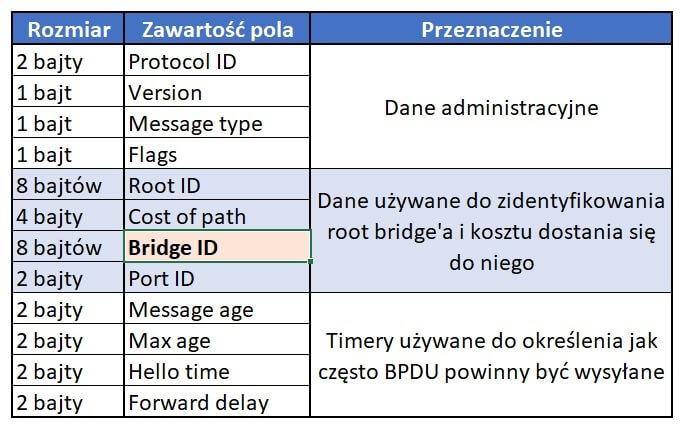 Rozmiar Zawartość pola Przeznaczenie
2 bajty Protocol ID
1 bajt Version
1 bajt Message type
1 bajt Flags
Dane administracyjne
8 bajtów Root ID
4 bajty Cost of path
8 bajtów Bridge ID
2 bajty Port ID
Dane używane do zidentyfikowania
root bridge'a i kosztu dostania się
do niego
2 bajty Message age
2 bajty Max age
2 bajty Hello time
2 bajty Forward delay
Timery używane do określenia jak
często BPDU powinny być wysyłane